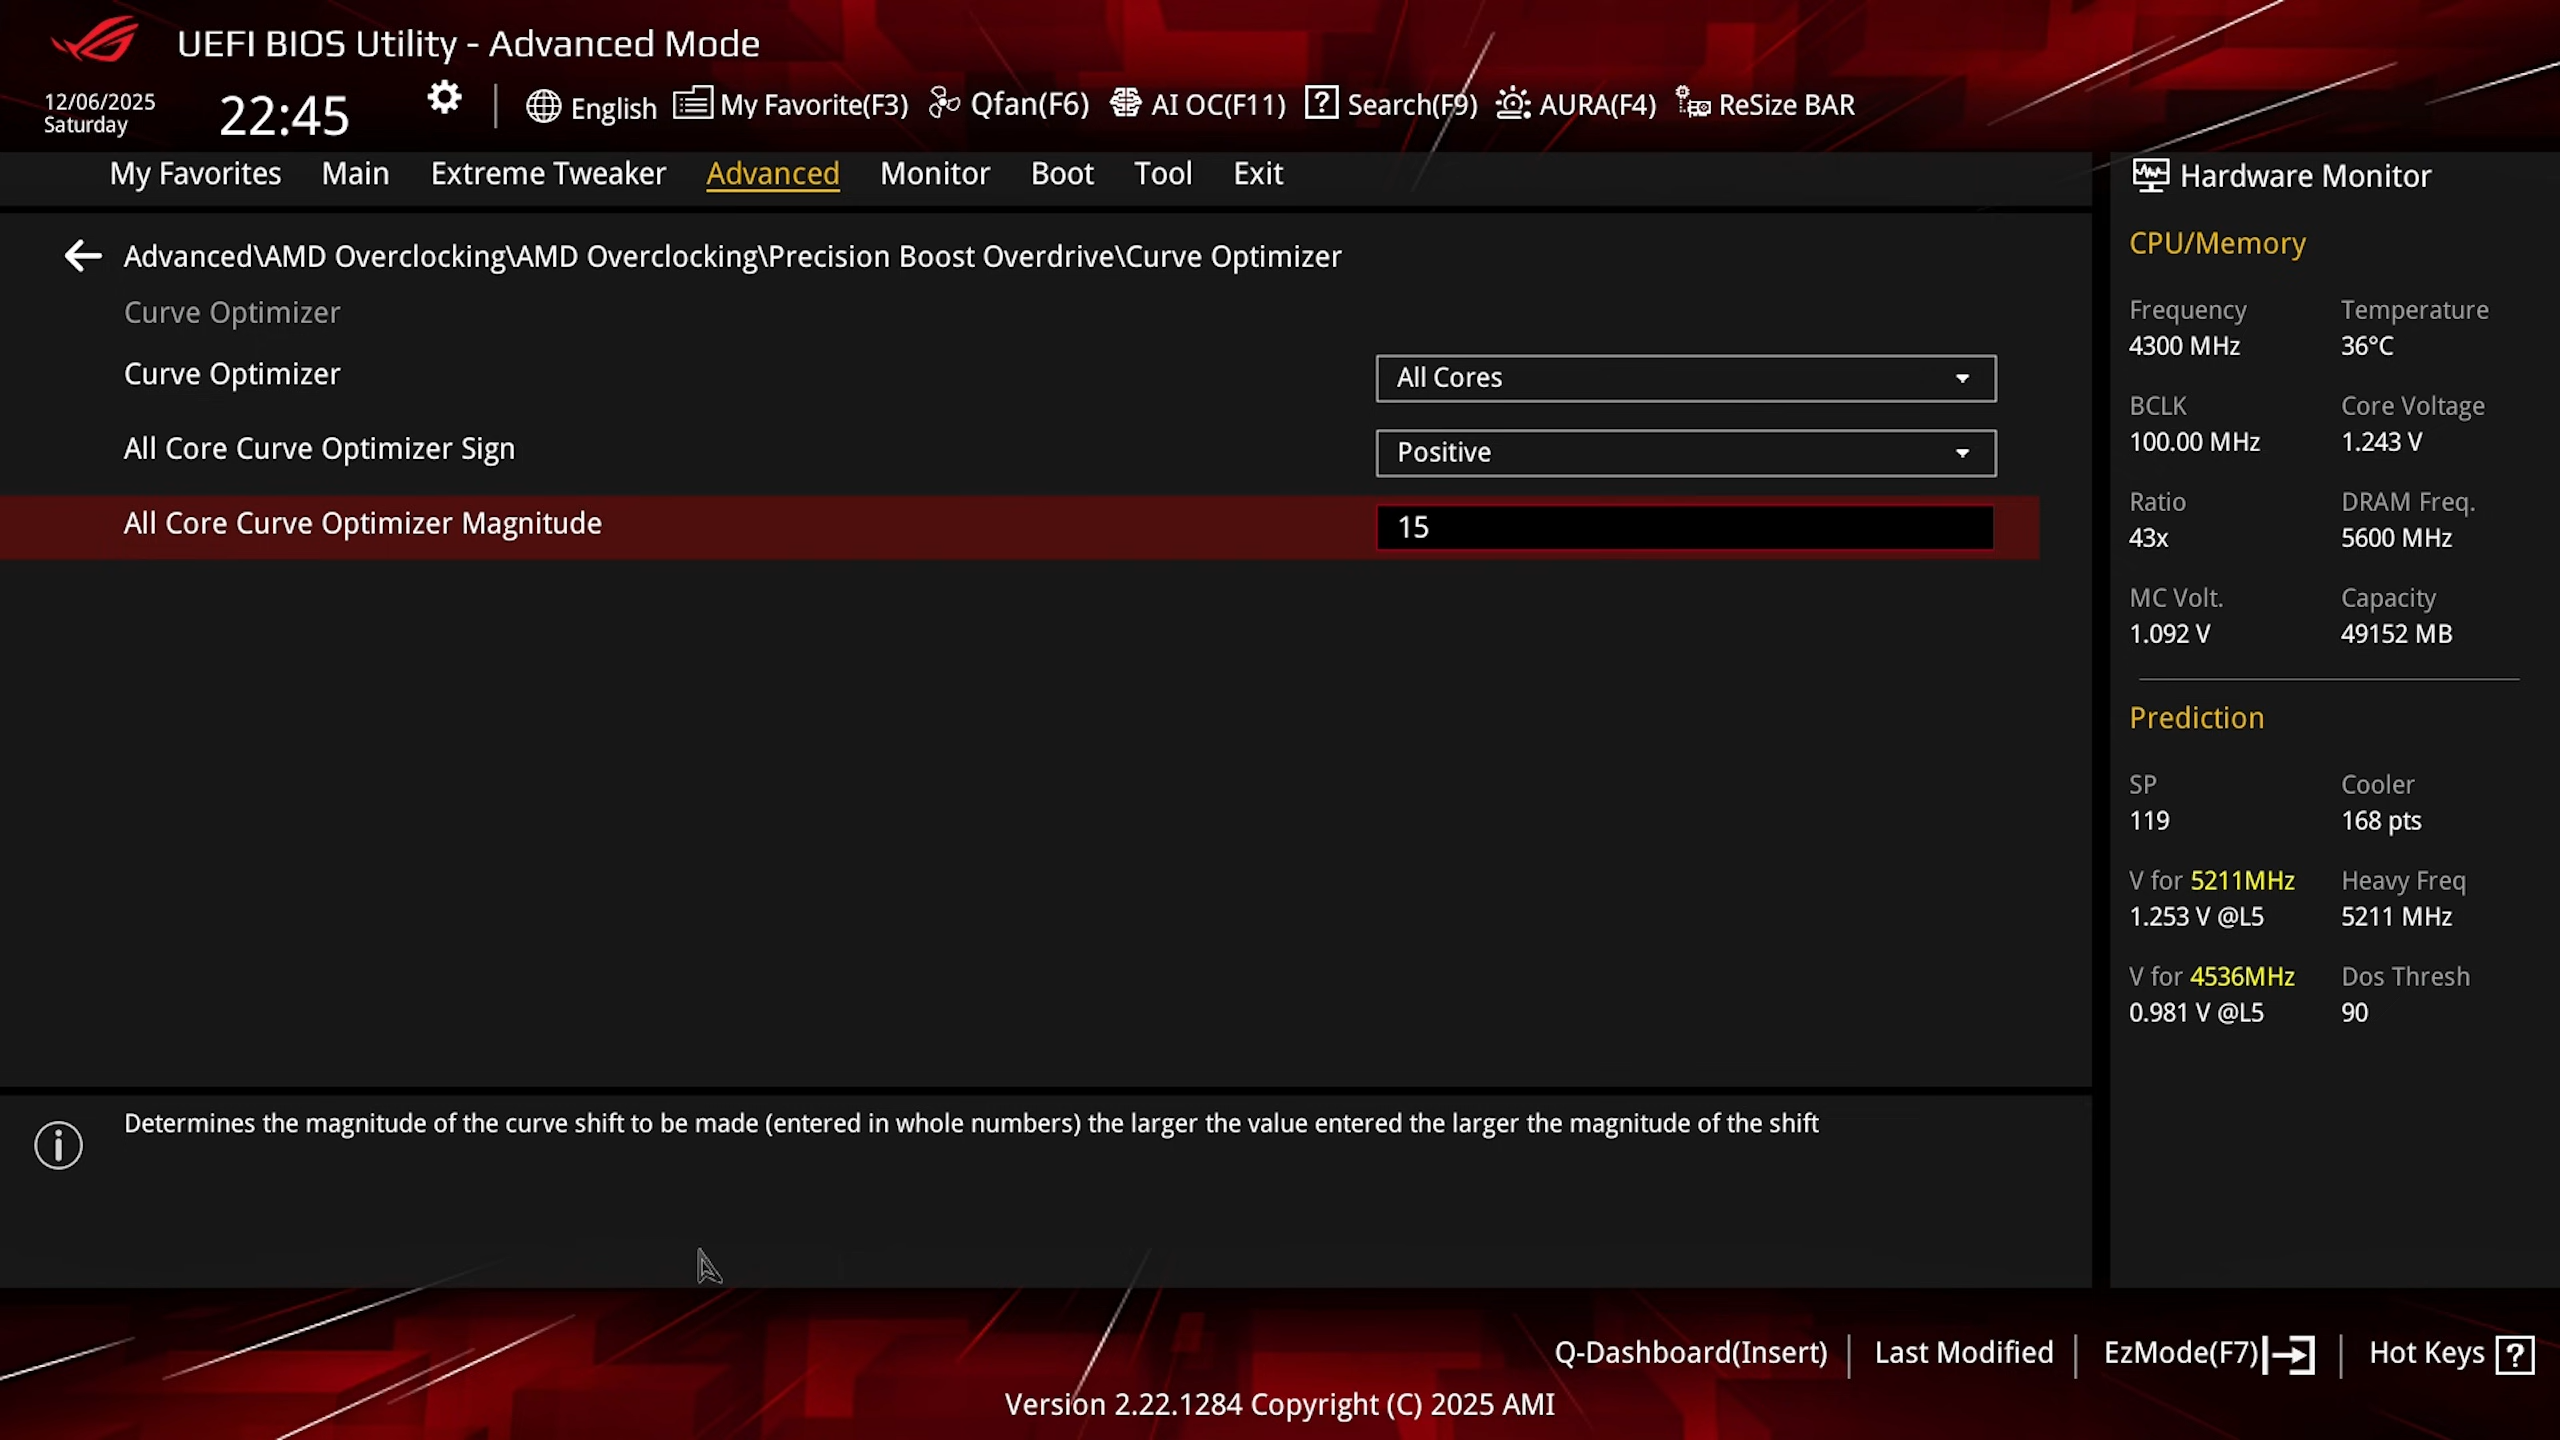 UEFI BIOS Utility - Advanced Mode
12/06/2025
Saturday
22:45
English
My Favorite(F3)
Qfan(F6)
AI OC(F11)
Search(F9)
AURA(F4)
ReSize BAR
My Favorites
Main
Extreme Tweaker
Advanced
Monitor
Boot
Tool
Exit
Advanced\AMD Overclocking\AMD Overclocking\Precision Boost Overdrive\Curve Optimizer
Curve Optimizer
Curve Optimizer
All Cores
All Core Curve Optimizer Sign
Positive
All Core Curve Optimizer Magnitude
15
Determines the magnitude of the curve shift to be made (entered in whole numbers) the larger the value entered the larger the magnitude of the shift
Hardware Monitor
CPU/Memory
Frequency
Temperature
4300 MHz
36°C
BCLK
Core Voltage
100.00 MHz
1.243 V
Ratio
DRAM Freq.
43x
5600 MHz
MC Volt.
Capacity
1.092 V
49152 MB
Prediction
SP
Cooler
119
168 pts
V for 5211MHz
Heavy Freq
1.253 V @L5
5211 MHz
V for 4536MHz
Dos Thresh
0.981 V @L5
90
Q-Dashboard(Insert)
Last Modified
EzMode(F7)
Hot Keys ?
Version 2.22.1284 Copyright (C) 2025 AMI